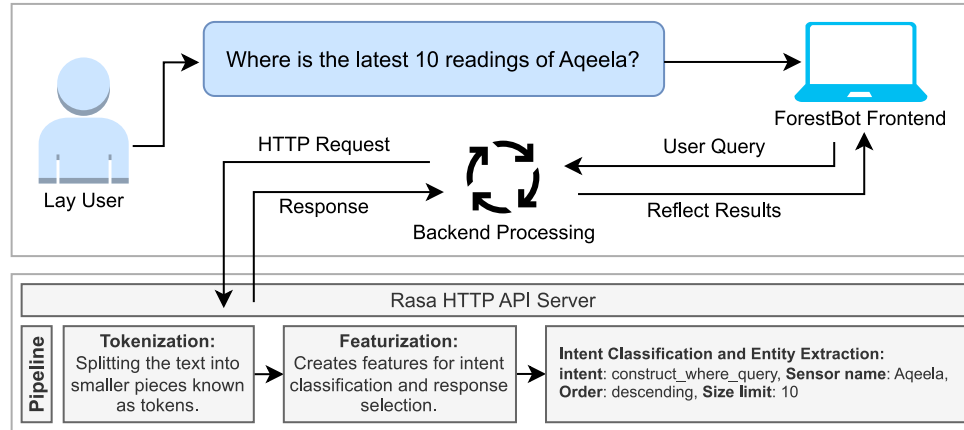 Where is the latest 10 readings of Aqeela?
ForestBot Frontend
Lay User
HTTP Request
User Query
Response
Reflect Results
Backend Processing
Rasa HTTP API Server
Pipeline
Tokenization:
Splitting the text into
smaller pieces known
as tokens.
Featurization:
Creates features for intent
classification and response
selection.
Intent Classification and Entity Extraction:
intent: construct_where_query, Sensor name: Aqeela,
Order: descending, Size limit: 10